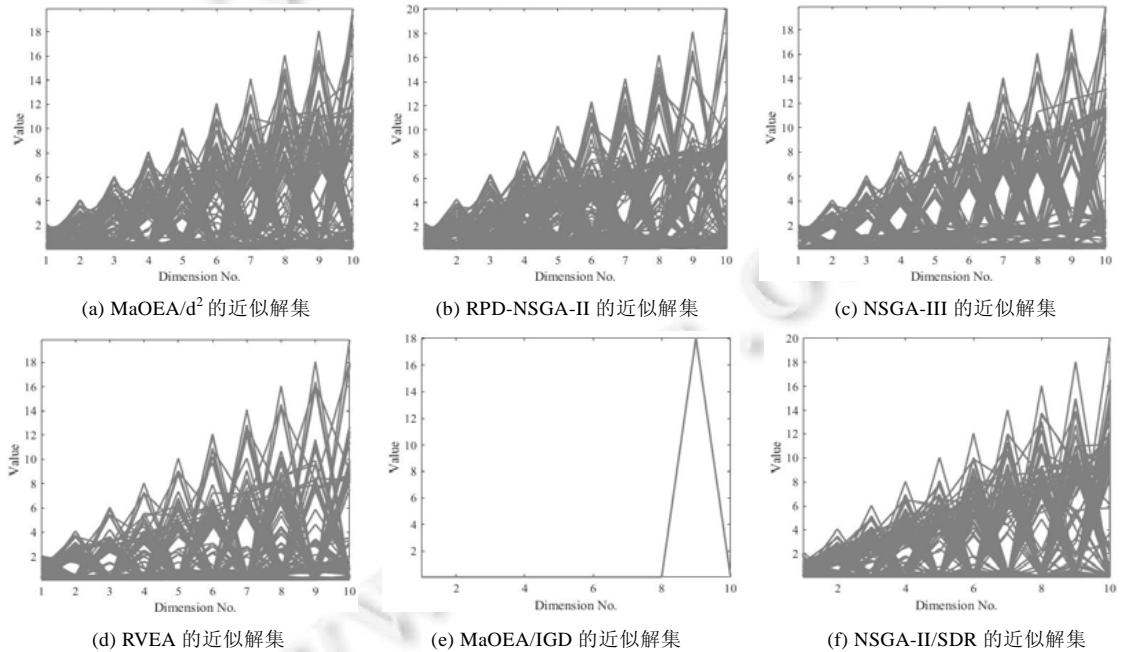 18
16
14
12
10
8
6
4
2
Value
1 2 3 4 5 6 7 8 9 10
Dimension No.
(a) MaOEA/d² 的近似解集
20
18
16
14
12
10
8
6
4
2
Value
1 2 3 4 5 6 7 8 9 10
Dimension No.
(b) RPD-NSGA-II 的近似解集
18
16
14
12
10
8
6
4
2
Value
1 2 3 4 5 6 7 8 9 10
Dimension No.
(c) NSGA-III 的近似解集
18
16
14
12
10
8
6
4
2
Value
1 2 3 4 5 6 7 8 9 10
Dimension No.
(d) RVEA 的近似解集
18
16
14
12
10
8
6
4
2
Value
2 4 6 8 10
Dimension No.
(e) MaOEA/IGD 的近似解集
20
18
16
14
12
10
8
6
4
2
Value
2 4 6 8 10
Dimension No.
(f) NSGA-II/SDR 的近似解集